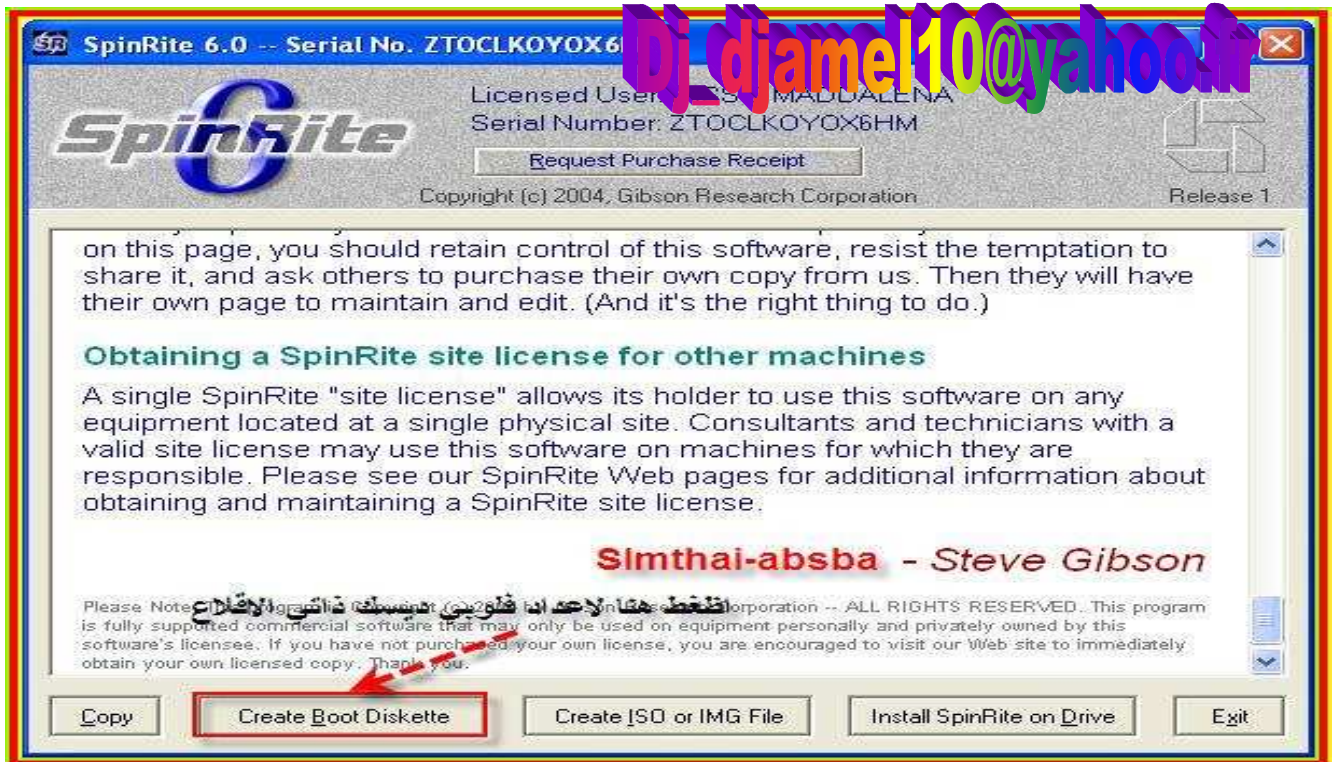 SpinRite 6.0 -- Serial No. ZTOCLKOYOX6
Dj_djamel10@yahoo.fr
SpinRite 6
Licensed User: MADDALENA
Serial Number: ZTOCLKOYOX6HM
Request Purchase Receipt
Copyright (c) 2004, Gibson Research Corporation
Release 1
on this page, you should retain control of this software, resist the temptation to
share it, and ask others to purchase their own copy from us. Then they will have
their own page to maintain and edit. (And it's the right thing to do.)
Obtaining a SpinRite site license for other machines
A single SpinRite "site license" allows its holder to use this software on any
equipment located at a single physical site. Consultants and technicians with a
valid site license may use this software on machines for which they are
responsible. Please see our SpinRite Web pages for additional information about
obtaining and maintaining a SpinRite site license.
Simthai-absba - Steve Gibson
اظغط هنا لاعداد فلوبي ديسك ذاتي الاقلاع
Please Note: Corporation -- ALL RIGHTS RESERVED. This program
is fully supported commercial software that may only be used on equipment personally and privately owned by this
software's licensee. If you have not purchased your own license, you are encouraged to visit our Web site to immediately
obtain your own licensed copy. Thank you.
Copy
Create Boot Diskette
Create ISO or IMG File
Install SpinRite on Drive
Exit